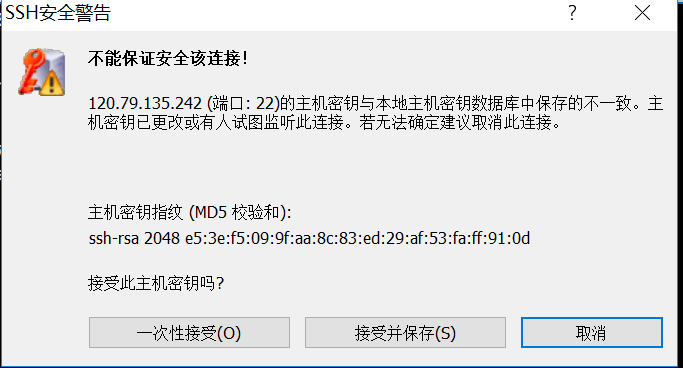 SSH安全警告
不能保证安全该连接!
120.79.135.242 (端口: 22)的主机密钥与本地主机密钥数据库中保存的不一致。主
机密钥已更改或有人试图监听此连接。若无法确定建议取消此连接。
主机密钥指纹 (MD5 校验和):
ssh-rsa 2048 e5:3e:f5:09:9f:aa:8c:83:ed:29:af:53:fa:ff:91:0d
接受此主机密钥吗?
一次性接受(O)
接受并保存(S)
取消